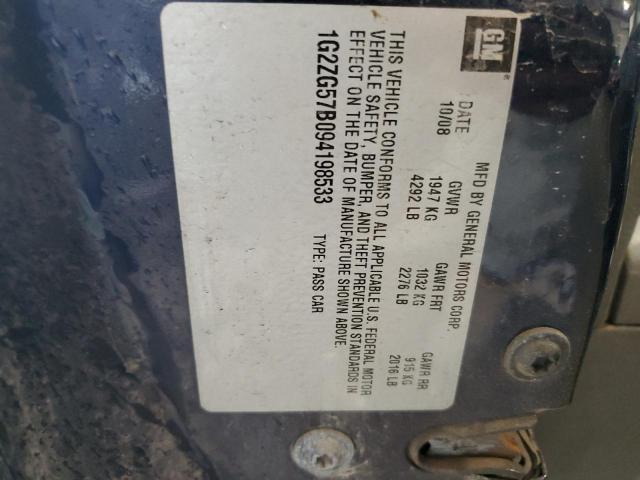 GM
®
MFD BY GENERAL MOTORS CORP.
DATE GVWR GAWR FRT GAWR RR
10/08 1947 KG 1032 KG 915 KG
4292 LB 2276 LB 2016 LB
THIS VEHICLE CONFORMS TO ALL APPLICABLE U.S. FEDERAL MOTOR
VEHICLE SAFETY, BUMPER, AND THEFT PREVENTION STANDARDS IN
EFFECT ON THE DATE OF MANUFACTURE SHOWN ABOVE.
1G2ZG57B094198533 TYPE: PASS CAR